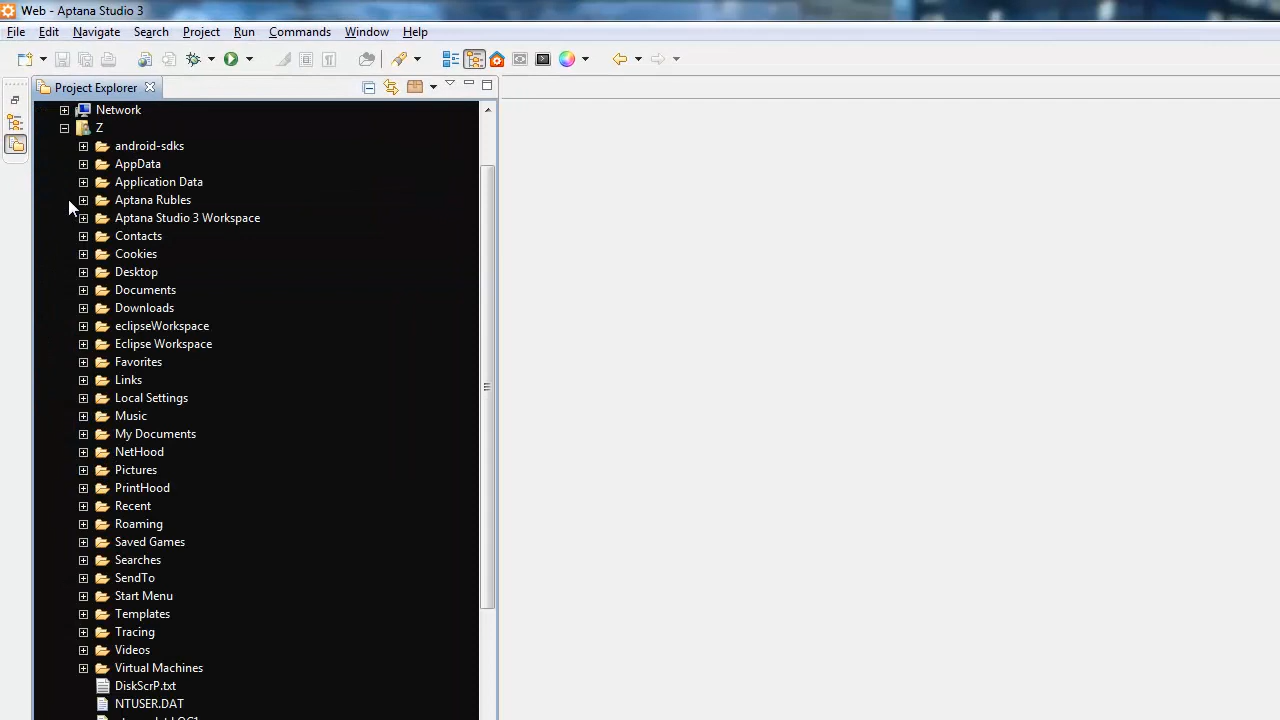 Web - Aptana Studio 3
File Edit Navigate Search Project Run Commands Window Help
Project Explorer
Network
Z
android-sdks
AppData
Application Data
Aptana Rubles
Aptana Studio 3 Workspace
Contacts
Cookies
Desktop
Documents
Downloads
eclipseWorkspace
Eclipse Workspace
Favorites
Links
Local Settings
Music
My Documents
NetHood
Pictures
PrintHood
Recent
Roaming
Saved Games
Searches
SendTo
Start Menu
Templates
Tracing
Videos
Virtual Machines
DiskScrP.txt
NTUSER.DAT